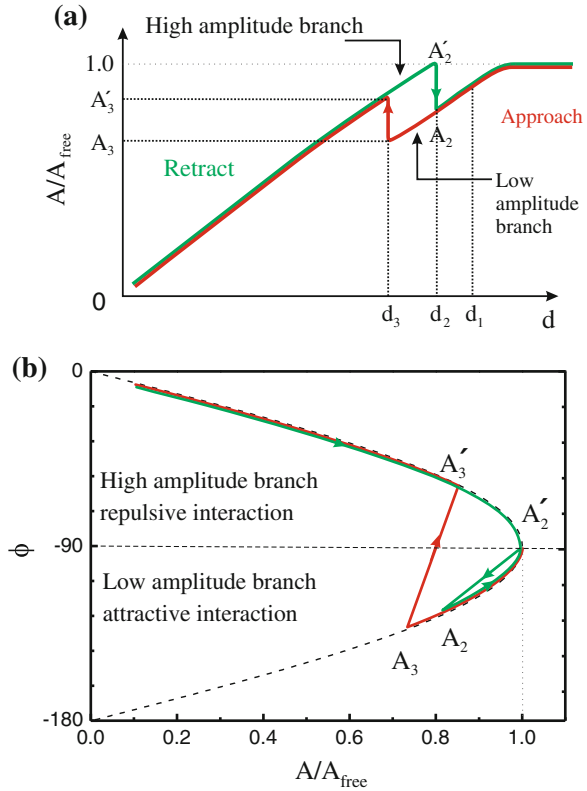 (a)
High amplitude branch
A′2
1.0
A′3
Approach
A3
A2
Retract
Low
amplitude
branch
A/Afree
0
d3
d2
d1
d
(b)
0
A′3
High amplitude branch
repulsive interaction
A′2
-90
ϕ
Low amplitude branch
attractive interaction
A3
A2
-180
0.0
0.2
0.4
0.6
0.8
1.0
A/Afree